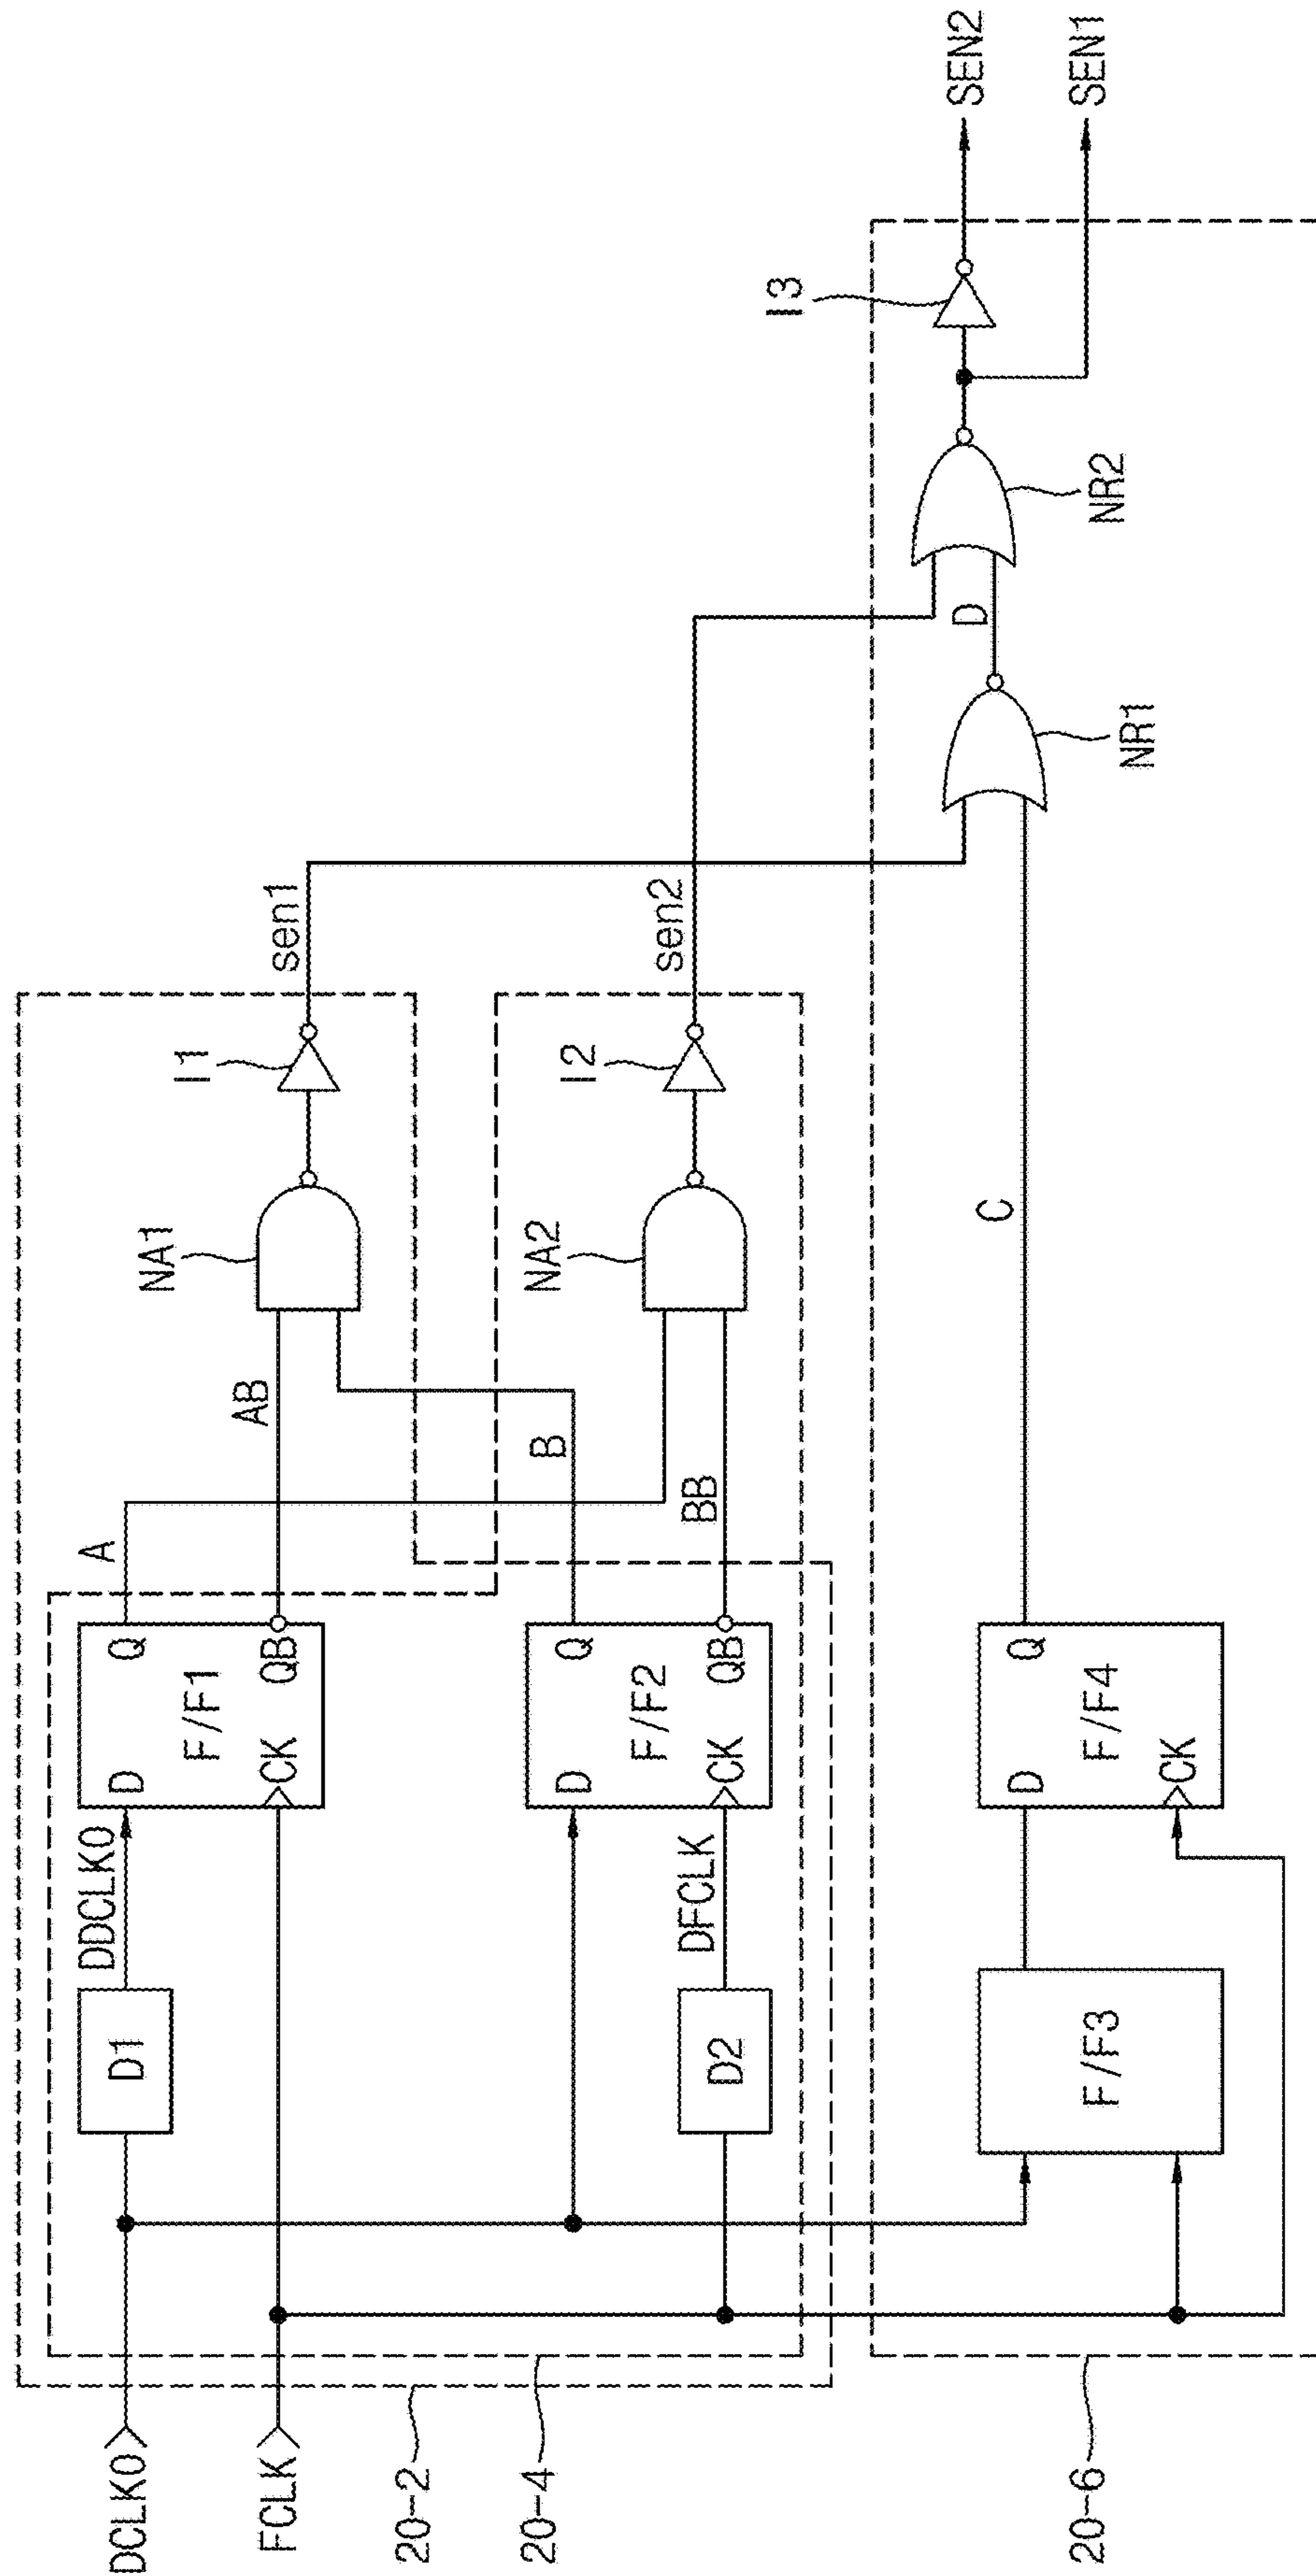 DCLK0
FCLK
20-2
20-4
20-6
D1
DDCLK0
D
Q
F/F1
CK
QB
A
AB
NA1
I1
sen1
D
Q
F/F2
D2
DFCLK
CK
QB
B
BB
NA2
I2
sen2
F/F3
D
Q
F/F4
CK
C
NR1
D
NR2
I3
SEN2
SEN1